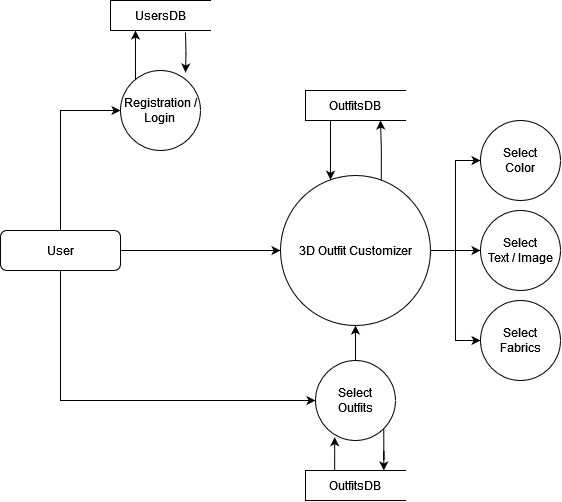 UsersDB
Registration /
Login
OutfitsDB
Select
Color
User
3D Outfit Customizer
Select
Text / Image
Select
Fabrics
Select
Outfits
OutfitsDB